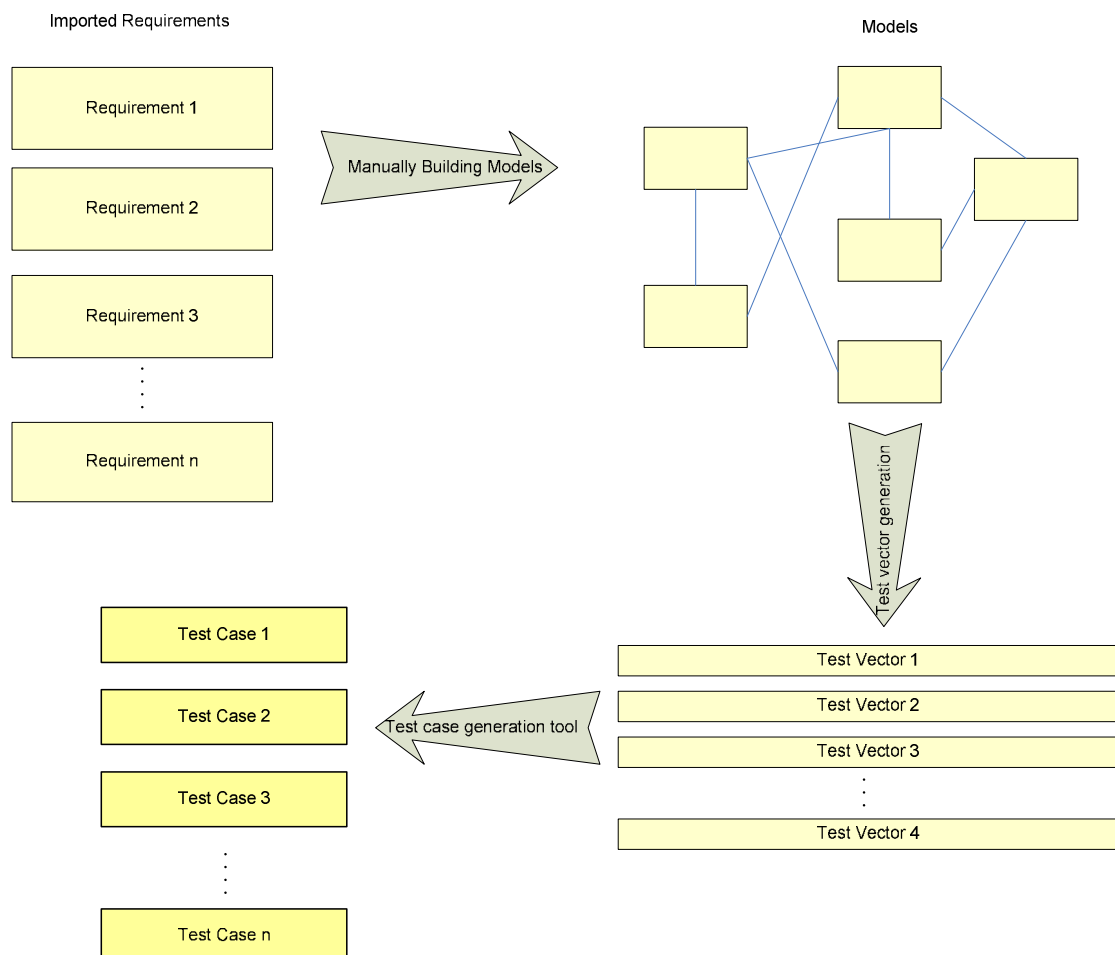 Imported Requirements
Requirement 1
Requirement 2
Requirement 3
Requirement n
Manually Building Models
Models
Test vector generation
Test Vector 1
Test Vector 2
Test Vector 3
Test Vector 4
Test case generation tool
Test Case 1
Test Case 2
Test Case 3
Test Case n